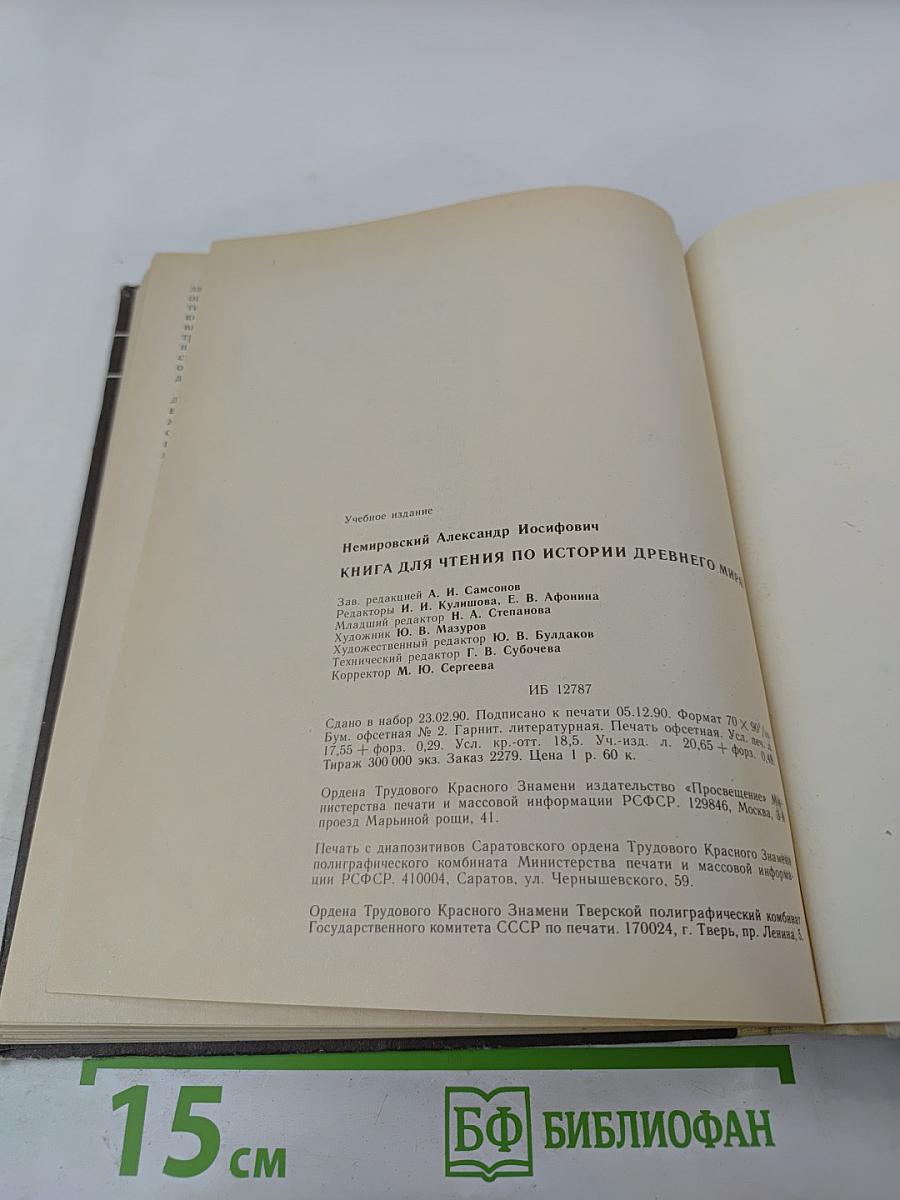 Учебное издание
Немировский Александр Иосифович
КНИГА ДЛЯ ЧТЕНИЯ ПО ИСТОРИИ ДРЕВНЕГО МИРА
Зав. редакцией А. И. Самсонов
Редакторы И. И. Кулишова, Е. В. Афонина
Младший редактор Н. А. Степанова
Художник Ю. В. Мазуров
Художественный редактор Ю. В. Булдаков
Технический редактор Г. В. Субочева
Корректор М. Ю. Сергеева
ИБ 12787
Сдано в набор 23.02.90. Подписано к печати 05.12.90. Формат 70 × 90¹/₁₆
Бум. офсетная № 2. Гарнит. литературная. Печать офсетная. Усл. печ. л.
17,55 + форз. 0,29. Усл. кр.-отт. 18,5. Уч.-изд. л. 20,65 + форз.
Тираж 300 000 экз. Заказ 2279. Цена 1 р. 60 к.
Ордена Трудового Красного Знамени издательство «Просвещение» Ми-
нистерства печати и массовой информации РСФСР. 129846, Москва, 3-й
проезд Марьиной рощи, 41.
Печать с диапозитивов Саратовского ордена Трудового Красного Знамени
полиграфического комбината Министерства печати и массовой информа-
ции РСФСР. 410004, Саратов, ул. Чернышевского, 59.
Ордена Трудового Красного Знамени Тверской полиграфический комбинат
Государственного комитета СССР по печати. 170024, г. Тверь, пр. Ленина, 5.
15 см
БФ БИБЛИОФАН